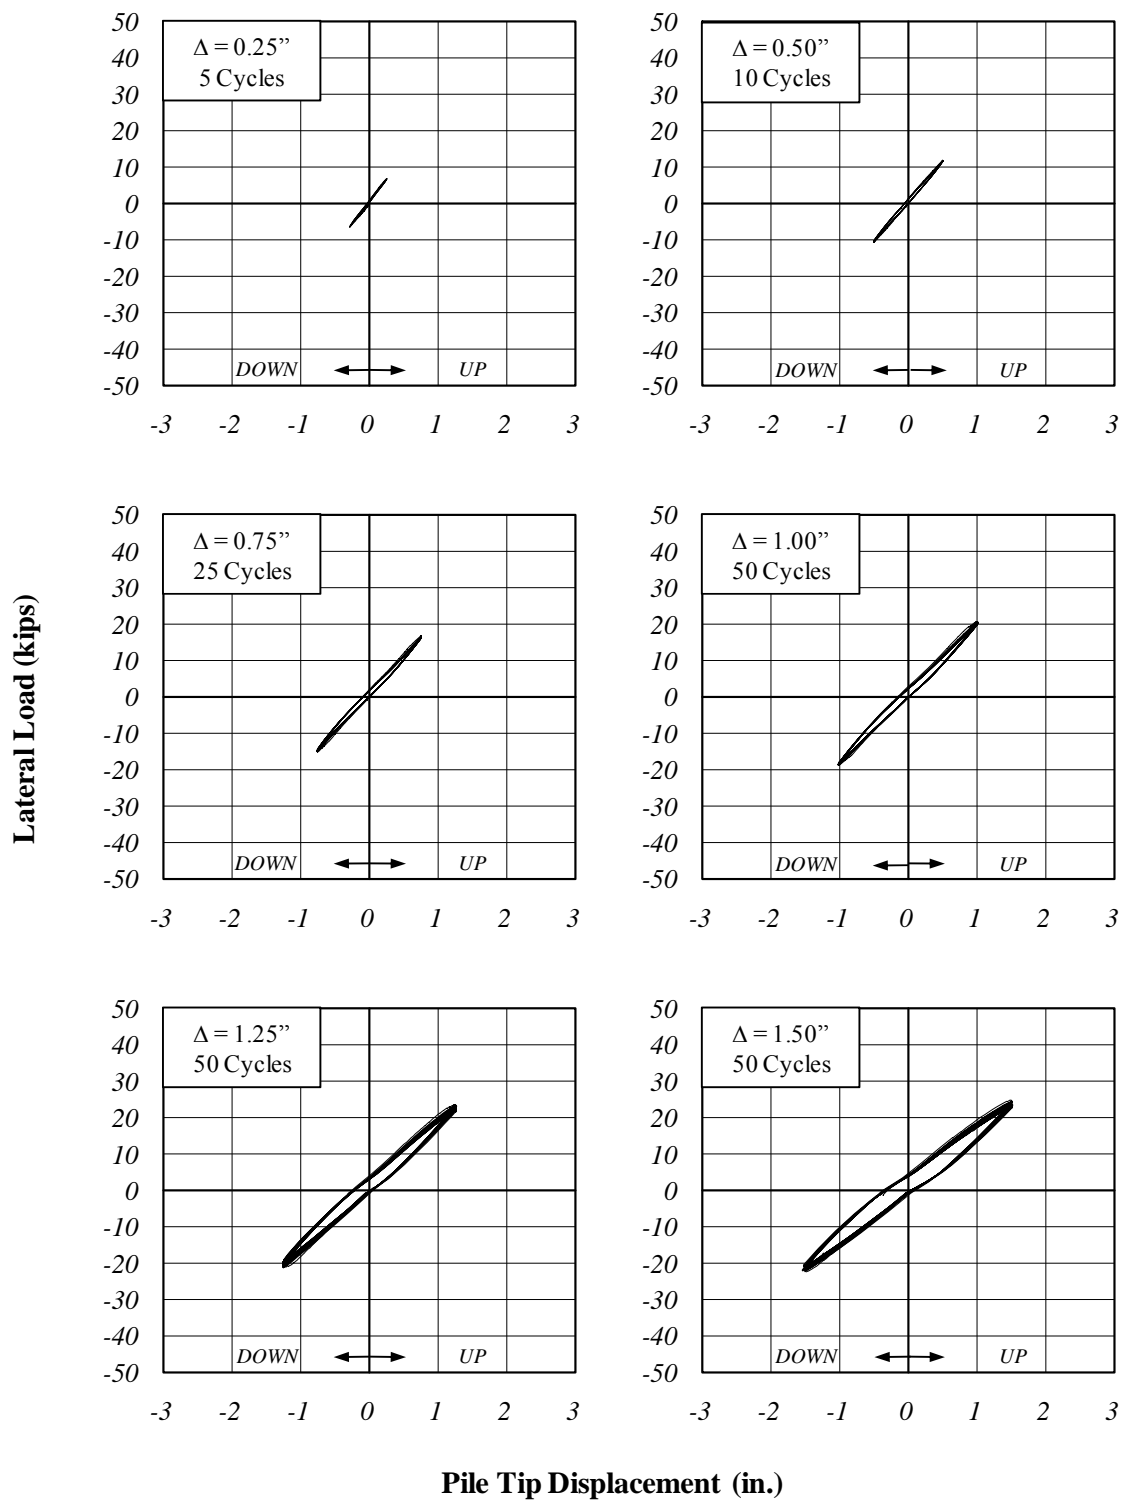 Δ = 0.25”
5 Cycles
50
40
30
20
10
0
-10
-20
-30
-40
-50
DOWN UP
-3 -2 -1 0 1 2 3
Δ = 0.50”
10 Cycles
50
40
30
20
10
0
-10
-20
-30
-40
-50
DOWN UP
-3 -2 -1 0 1 2 3
Lateral Load (kips)
Δ = 0.75”
25 Cycles
50
40
30
20
10
0
-10
-20
-30
-40
-50
DOWN UP
-3 -2 -1 0 1 2 3
Δ = 1.00”
50 Cycles
50
40
30
20
10
0
-10
-20
-30
-40
-50
DOWN UP
-3 -2 -1 0 1 2 3
Δ = 1.25”
50 Cycles
50
40
30
20
10
0
-10
-20
-30
-40
-50
DOWN UP
-3 -2 -1 0 1 2 3
Δ = 1.50”
50 Cycles
50
40
30
20
10
0
-10
-20
-30
-40
-50
DOWN UP
-3 -2 -1 0 1 2 3
Pile Tip Displacement (in.)